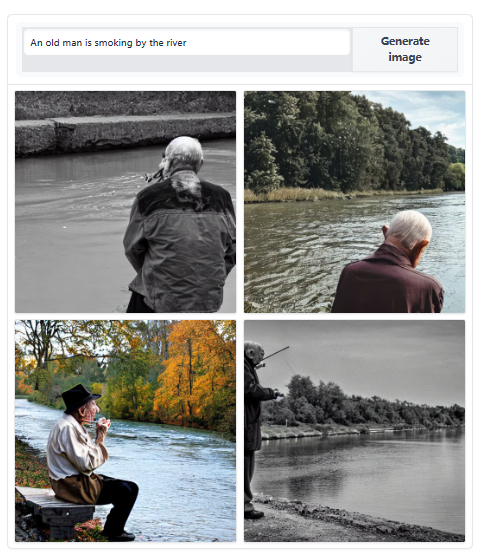 An old man is smoking by the river
Generate
image